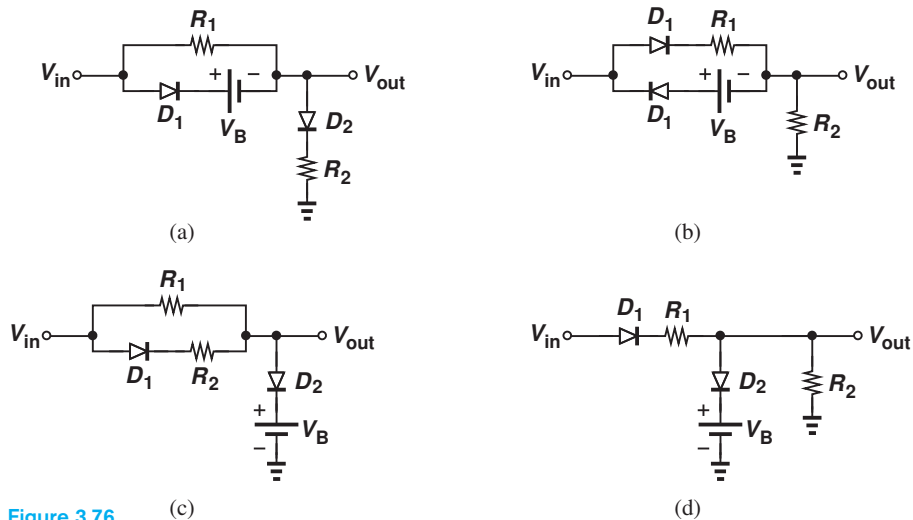 R1
Vin
+ −
Vout
D1
VB
D2
R2
(a)
D1
R1
Vin
+ −
Vout
D1
VB
R2
(b)
R1
Vin
Vout
D1
R2
D2
+
VB
−
(c)
D1
R1
Vin
Vout
D2
R2
+
VB
−
(d)
Figure 3.76